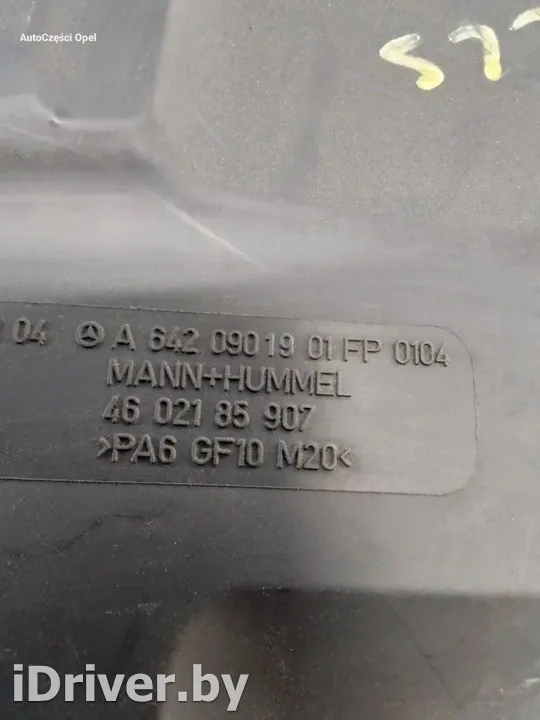 AutoCzęści Opel
04 A 642 090 19 01 FP 0104
MANN+HUMMEL
46 021 85 907
>PA6 GF10 M20<
iDriver.by